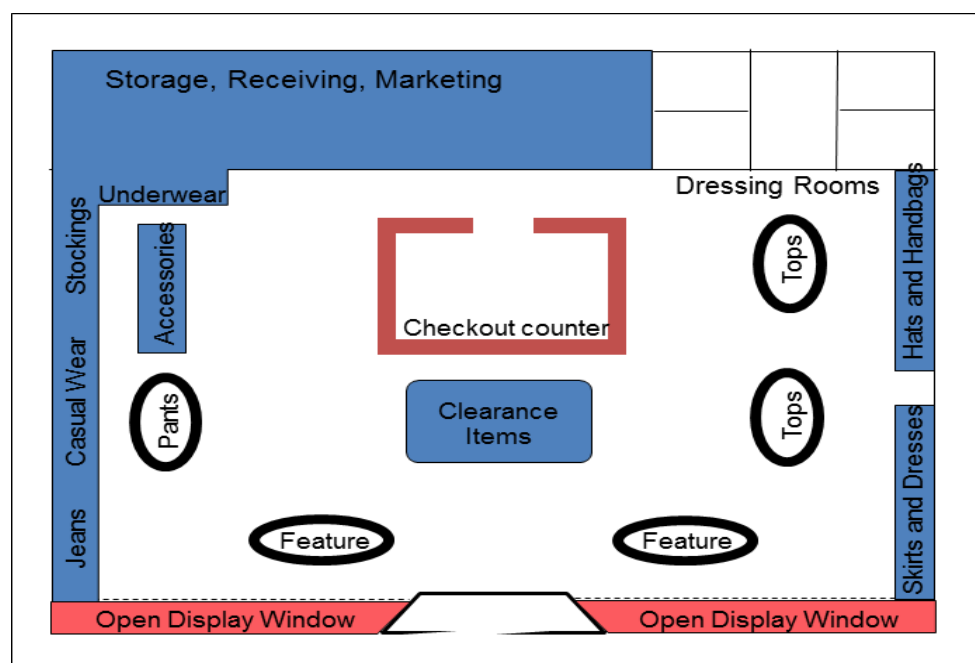 Storage, Receiving, Marketing
Underwear
Dressing Rooms
Stockings
Accessories
Tops
Hats and Handbags
Checkout counter
Casual Wear
Pants
Clearance
Items
Tops
Jeans
Feature
Feature
Skirts and Dresses
Open Display Window
Open Display Window